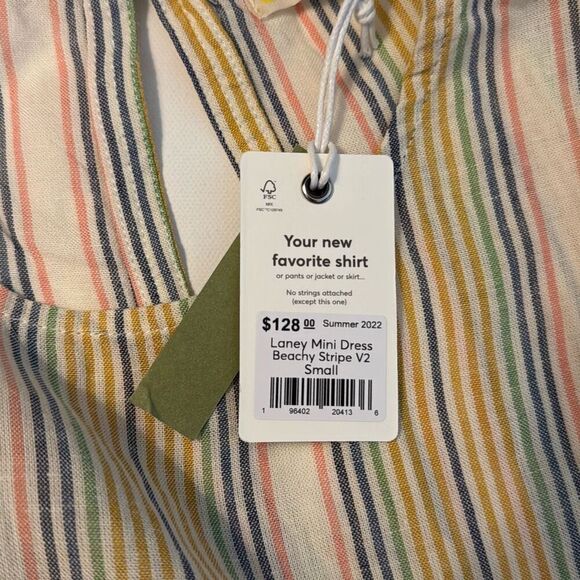 FSC
MIX
Your new
favorite shirt
or pants or jacket or skirt...
No strings attached
(except this one)
$128.00 Summer 2022
Laney Mini Dress
Beachy Stripe V2
Small
1 96402 20413 6